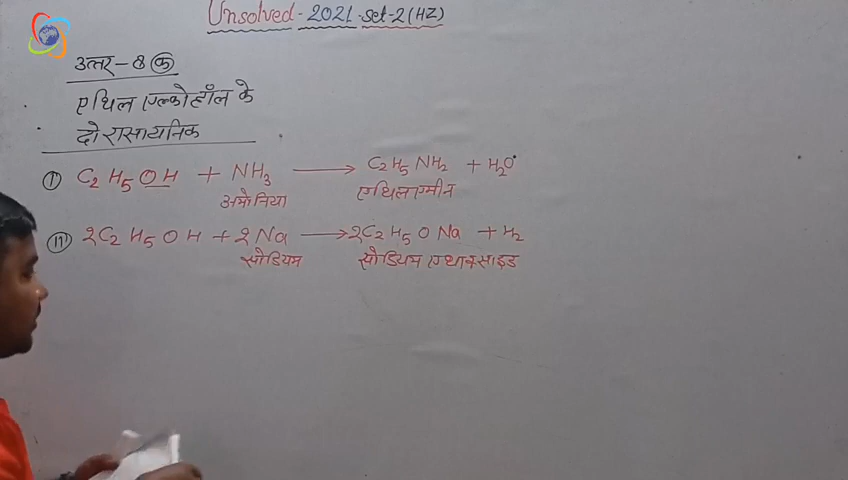 Unsolved-2021-set-2(HZ)
उत्तर-8 (क)
एथिल एल्कोहॉल के
दो रासायनिक
(I) C2H5OH + NH3 → C2H5NH2 + H2O
अमोनिया एथिलएमीन
(II) 2C2H5OH + 2Na → 2C2H5ONa + H2
सोडियम सोडियम एथाक्साइड